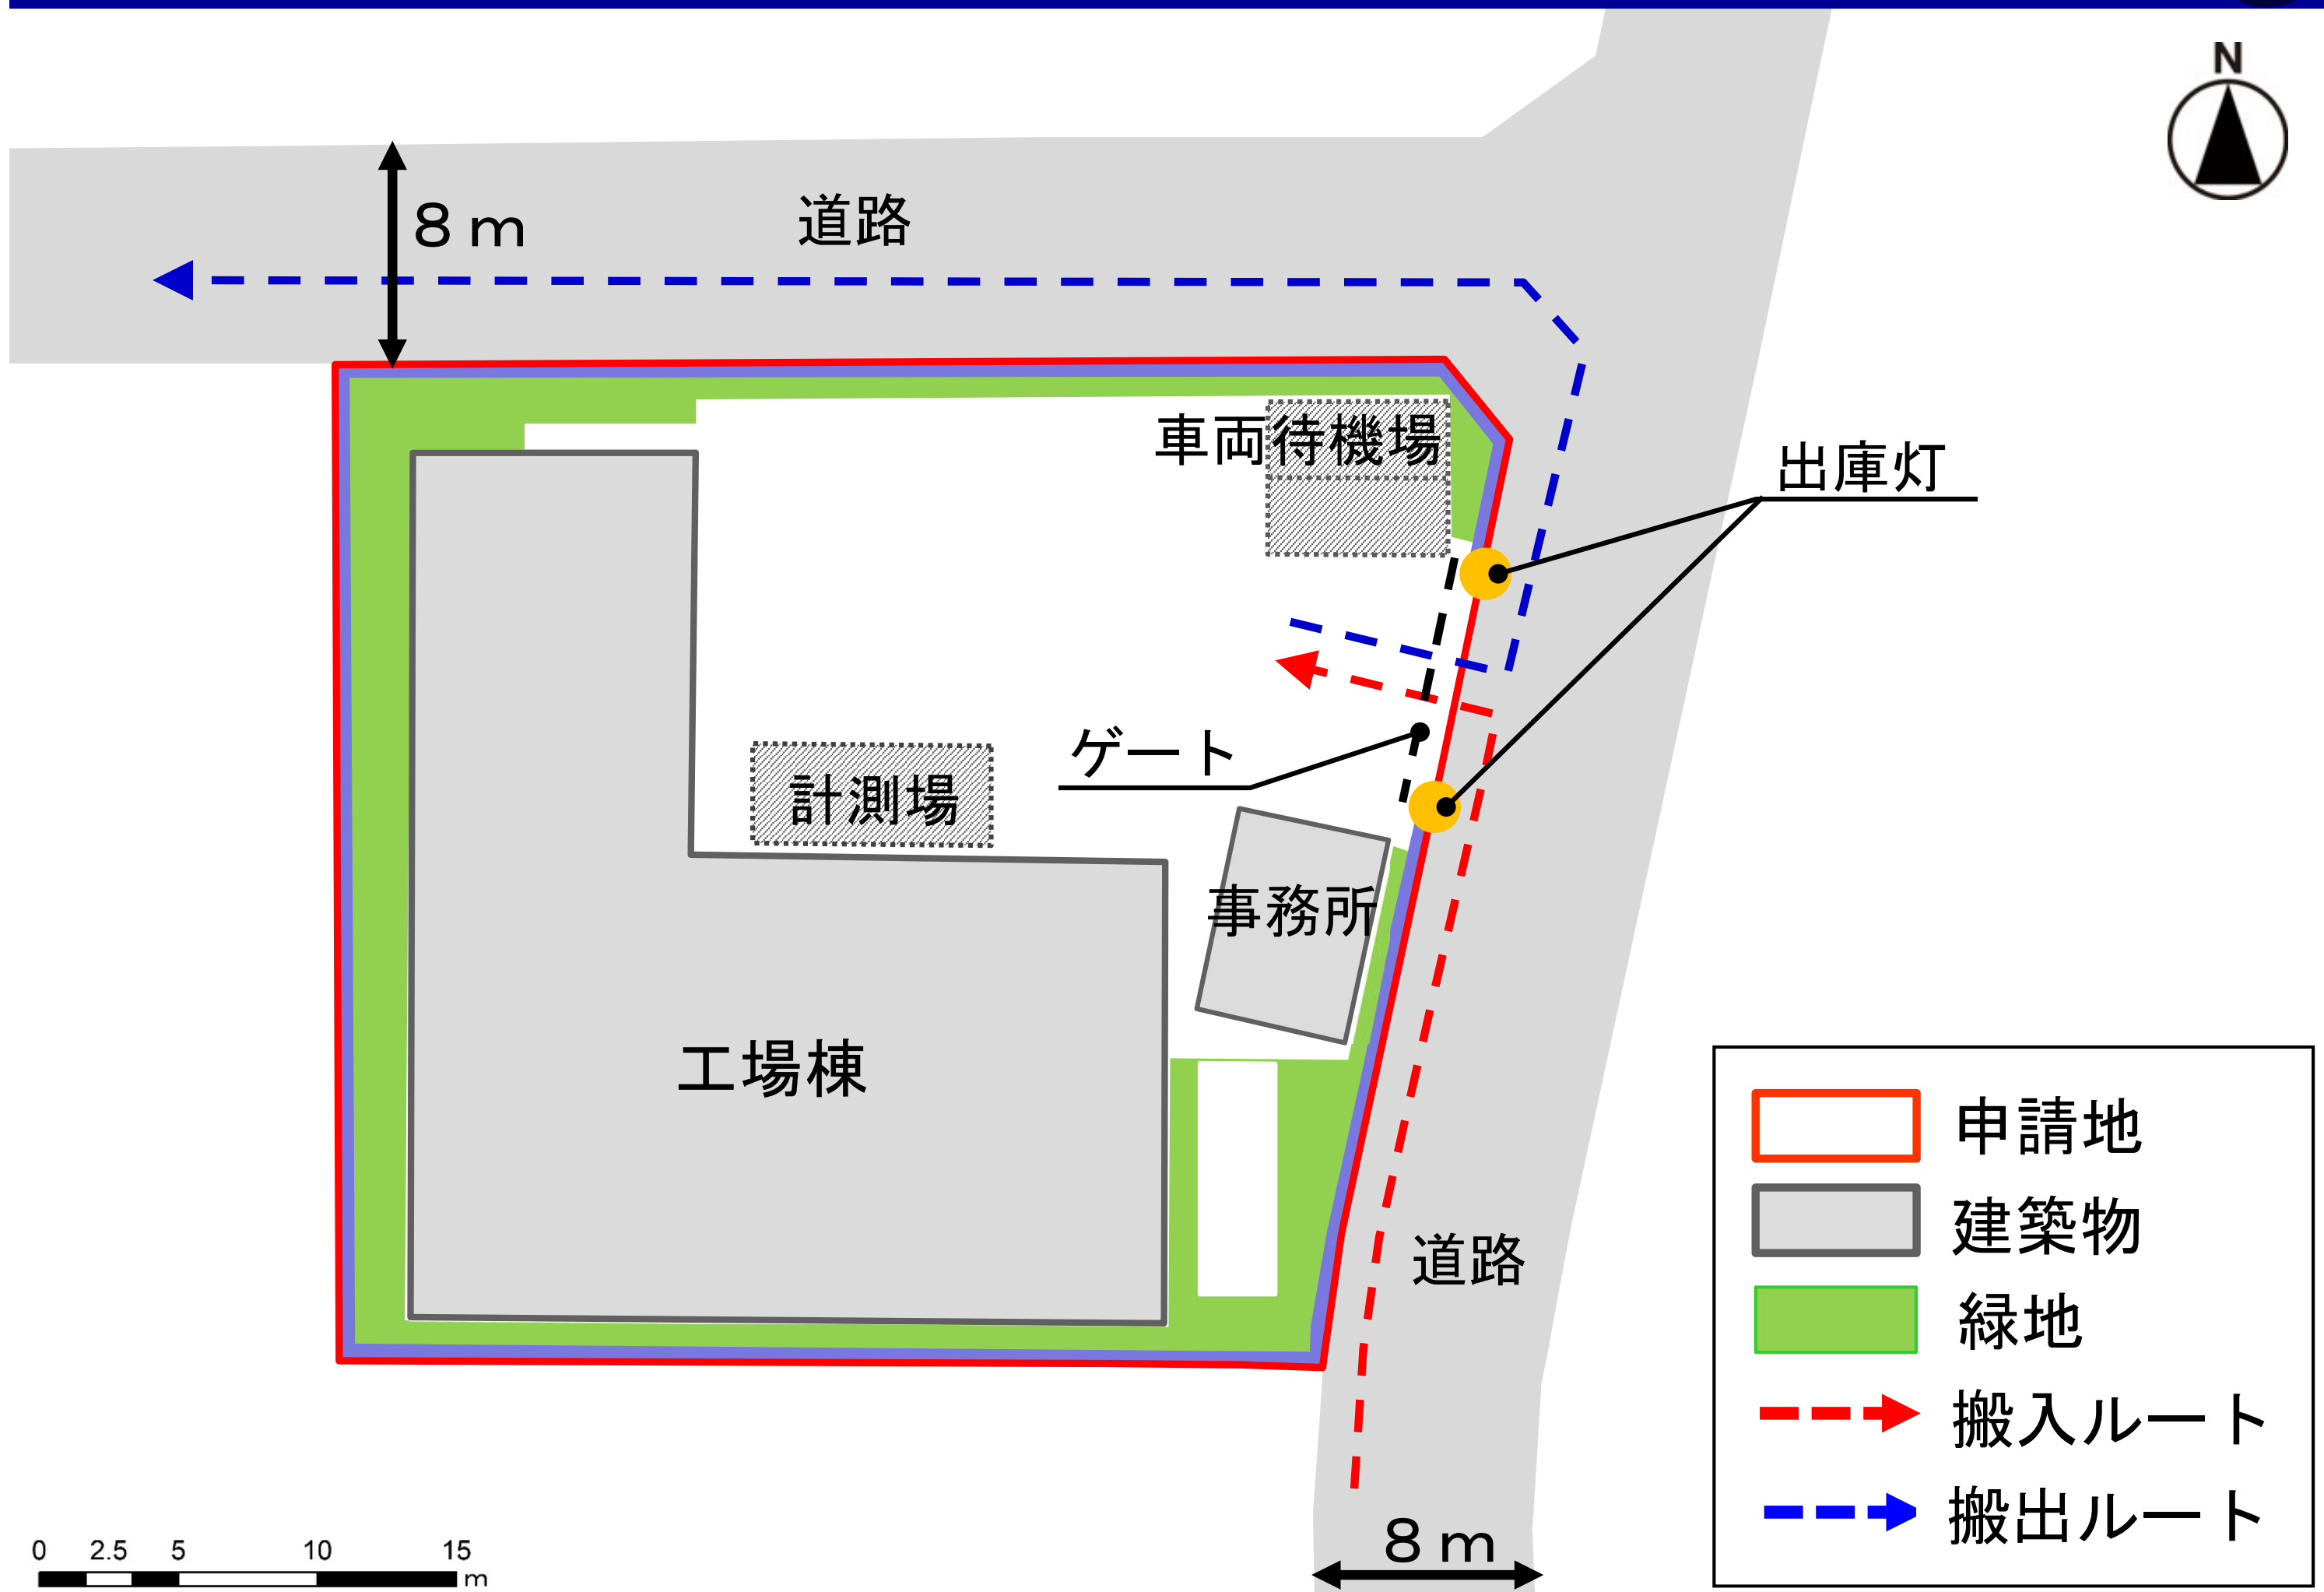 N
8m
道路
車両待機場
出庫灯
ゲート
計測場
事務所
工場棟
道路
申請地
建築物
緑地
搬入ルート
搬出ルート
0 2.5 5 10 15
m
8m